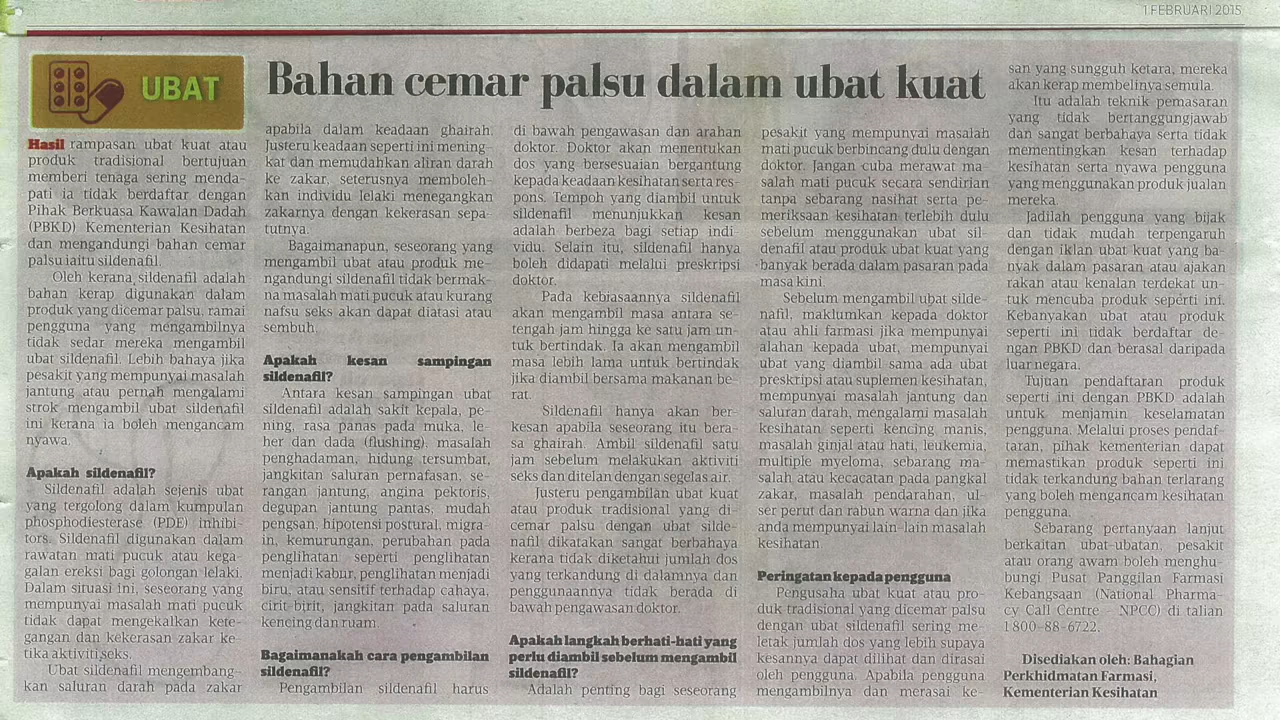 1 FEBRUARI 2015
UBAT
Bahan cemar palsu dalam ubat kuat
Hasil rampasan ubat kuat atau
produk tradisional bertujuan
memberi tenaga sering menda-
pati ia tidak berdaftar dengan
Pihak Berkuasa Kawalan Dadah
(PBKD) Kementerian Kesihatan
dan mengandungi bahan cemar
palsu iaitu sildenafil.
Oleh kerana sildenafil adalah
bahan kerap digunakan dalam
produk yang dicemar palsu, ramai
pengguna yang mengambilnya
tidak sedar mereka mengambil
ubat sildenafil. Lebih bahaya jika
pesakit yang mempunyai masalah
jantung atau pernah mengalami
strok mengambil ubat sildenafil
ini kerana ia boleh mengancam
nyawa.
Apakah sildenafil?
Sildenafil adalah sejenis ubat
yang tergolong dalam kumpulan
phosphodiesterase (PDE) inhibi-
tors. Sildenafil digunakan dalam
rawatan mati pucuk atau kega-
galan ereksi bagi golongan lelaki.
Dalam situasi ini, seseorang yang
mempunyai masalah mati pucuk
tidak dapat mengekalkan kete-
gangan dan kekerasan zakar ke-
tika aktiviti seks.
Ubat sildenafil mengembang-
kan saluran darah pada zakar
apabila dalam keadaan ghairah.
Justeru keadaan seperti ini mening-
kat dan memudahkan aliran darah
ke zakar, seterusnya memboleh-
kan individu lelaki menegangkan
zakarnya dengan kekerasan sepa-
tutnya.
Bagaimanapun, seseorang yang
mengambil ubat atau produk me-
ngandungi sildenafil tidak bermak-
na masalah mati pucuk atau kurang
nafsu seks akan dapat diatasi atau
sembuh.
Apakah kesan sampingan
sildenafil?
Antara kesan sampingan ubat
sildenafil adalah sakit kepala, pe-
ning, rasa panas pada muka, le-
her dan dada (flushing), masalah
penghadaman, hidung tersumbat,
jangkitan saluran pernafasan, se-
rangan jantung, angina pektoris,
degupan jantung pantas, mudah
pengsan, hipotensi postural, migra-
in, kemurungan, perubahan pada
penglihatan seperti penglihatan
menjadi kabur, penglihatan menjadi
biru, atau sensitif terhadap cahaya,
cirit-birit, jangkitan pada saluran
kencing dan ruam.
Bagaimanakah cara pengambilan
sildenafil?
Pengambilan sildenafil harus
di bawah pengawasan dan arahan
doktor. Doktor akan menentukan
dos yang bersesuaian bergantung
kepada keadaan kesihatan serta res-
pons. Tempoh yang diambil untuk
sildenafil menunjukkan kesan
adalah berbeza bagi setiap indi-
vidu. Selain itu, sildenafil hanya
boleh didapati melalui preskripsi
doktor.
Pada kebiasaannya sildenafil
akan mengambil masa antara se-
tengah jam hingga ke satu jam un-
tuk bertindak. Ia akan mengambil
masa lebih lama untuk bertindak
jika diambil bersama makanan be-
rat.
Sildenafil hanya akan ber-
kesan apabila seseorang itu bera-
sa ghairah. Ambil sildenafil satu
jam sebelum melakukan aktiviti
seks dan ditelan dengan segelas air.
Justeru pengambilan ubat kuat
atau produk tradisional yang di-
cemar palsu dengan ubat silde-
nafil dikatakan sangat berbahaya
kerana tidak diketahui jumlah dos
yang terkandung di dalamnya dan
penggunaannya tidak berada di
bawah pengawasan doktor.
Apakah langkah berhati-hati yang
perlu diambil sebelum mengambil
sildenafil?
Adalah penting bagi seseorang
pesakit yang mempunyai masalah
mati pucuk berbincang dulu dengan
doktor. Jangan cuba merawat ma-
salah mati pucuk secara sendirian
tanpa sebarang nasihat serta pe-
meriksaan kesihatan terlebih dulu
sebelum menggunakan ubat sil-
denafil atau produk ubat kuat yang
banyak berada dalam pasaran pada
masa kini.
Sebelum mengambil ubat silde-
nafil, maklumkan kepada doktor
atau ahli farmasi jika mempunyai
alahan kepada ubat, mempunyai
ubat yang diambil sama ada ubat
preskripsi atau suplemen kesihatan,
mempunyai masalah jantung dan
saluran darah, mengalami masalah
kesihatan seperti kencing manis,
masalah ginjal atau hati, leukemia,
multiple myeloma, sebarang ma-
salah atau kecacatan pada pangkal
zakar, masalah pendarahan, ul-
ser perut dan rabun warna dan jika
anda mempunyai lain-lain masalah
kesihatan.
Peringatan kepada pengguna
Pengusaha ubat kuat atau pro-
duk tradisional yang dicemar palsu
dengan ubat sildenafil sering me-
letak jumlah dos yang lebih supaya
kesannya dapat dilihat dan dirasai
oleh pengguna. Apabila pengguna
mengambilnya dan merasai ke-
san yang sungguh ketara, mereka
akan kerap membelinya semula.
Itu adalah teknik pemasaran
yang tidak bertanggungjawab
dan sangat berbahaya serta tidak
mementingkan kesan terhadap
kesihatan serta nyawa pengguna
yang menggunakan produk jualan
mereka.
Jadilah pengguna yang bijak
dan tidak mudah terpengaruh
dengan iklan ubat kuat yang ba-
nyak dalam pasaran atau ajakan
rakan atau kenalan terdekat un-
tuk mencuba produk seperti ini.
Kebanyakan ubat atau produk
seperti ini tidak berdaftar de-
ngan PBKD dan berasal daripada
luar negara.
Tujuan pendaftaran produk
seperti ini dengan PBKD adalah
untuk menjamin keselamatan
pengguna. Melalui proses pendaf-
taran, pihak kementerian dapat
memastikan produk seperti ini
tidak terkandung bahan terlarang
yang boleh mengancam kesihatan
pengguna.
Sebarang pertanyaan lanjut
berkaitan ubat-ubatan, pesakit
atau orang awam boleh menghu-
bungi Pusat Panggilan Farmasi
Kebangsaan (National Pharma-
cy Call Centre – NPCC) di talian
1800-88-6722.
Disediakan oleh: Bahagian
Perkhidmatan Farmasi,
Kementerian Kesihatan